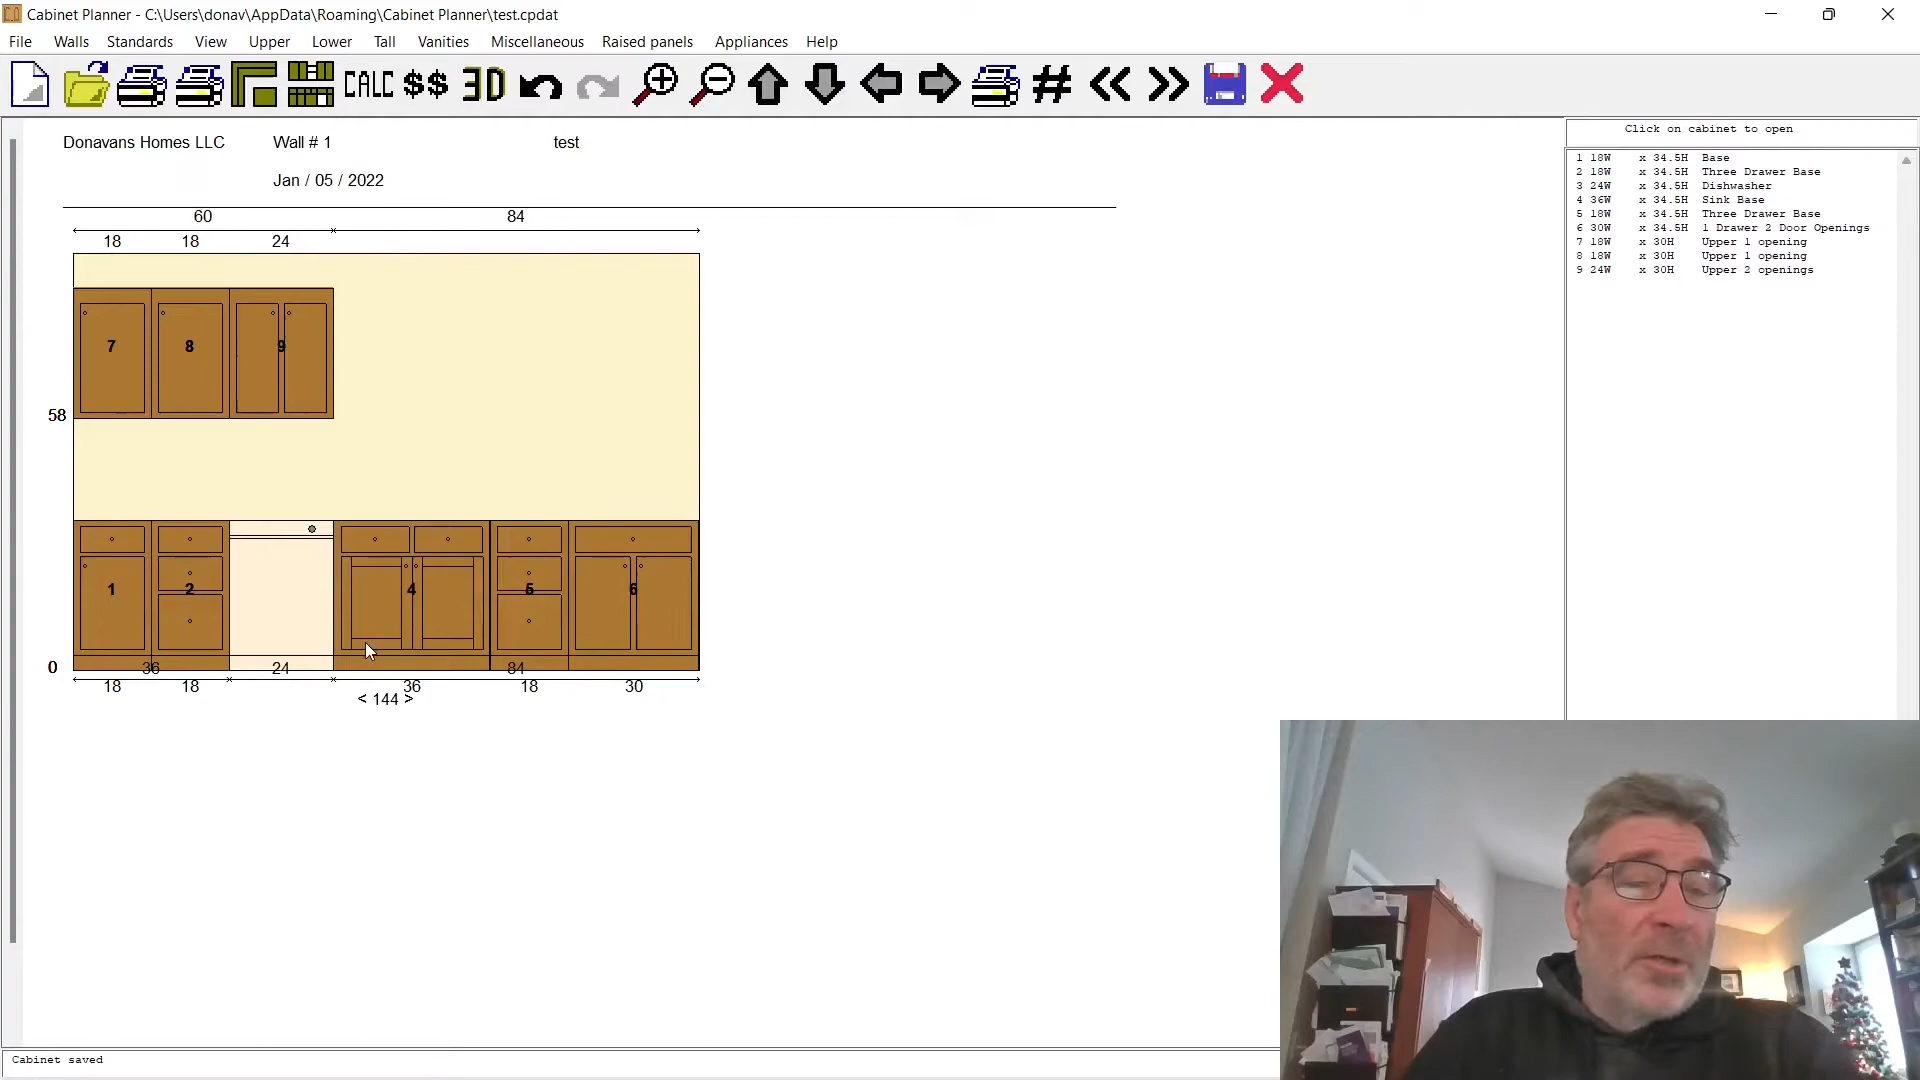 Cabinet Planner - C:\Users\donav\AppData\Roaming\Cabinet Planner\test.cpdat
File Walls Standards View Upper Lower Tall Vanities Miscellaneous Raised panels Appliances Help
CALC $$ 3D #
Donavans Homes LLC Wall # 1 test
Jan / 05 / 2022
60 84
18 18 24
7 8 9
58
1 2 4 5 6
0 36 24 84
18 18 36 18 30
< 144 >
Click on cabinet to open
1 18W x 34.5H Base
2 18W x 34.5H Three Drawer Base
3 24W x 34.5H Dishwasher
4 36W x 34.5H Sink Base
5 18W x 34.5H Three Drawer Base
6 30W x 34.5H 1 Drawer 2 Door Openings
7 18W x 30H Upper 1 opening
8 18W x 30H Upper 1 opening
9 24W x 30H Upper 2 openings
Cabinet saved